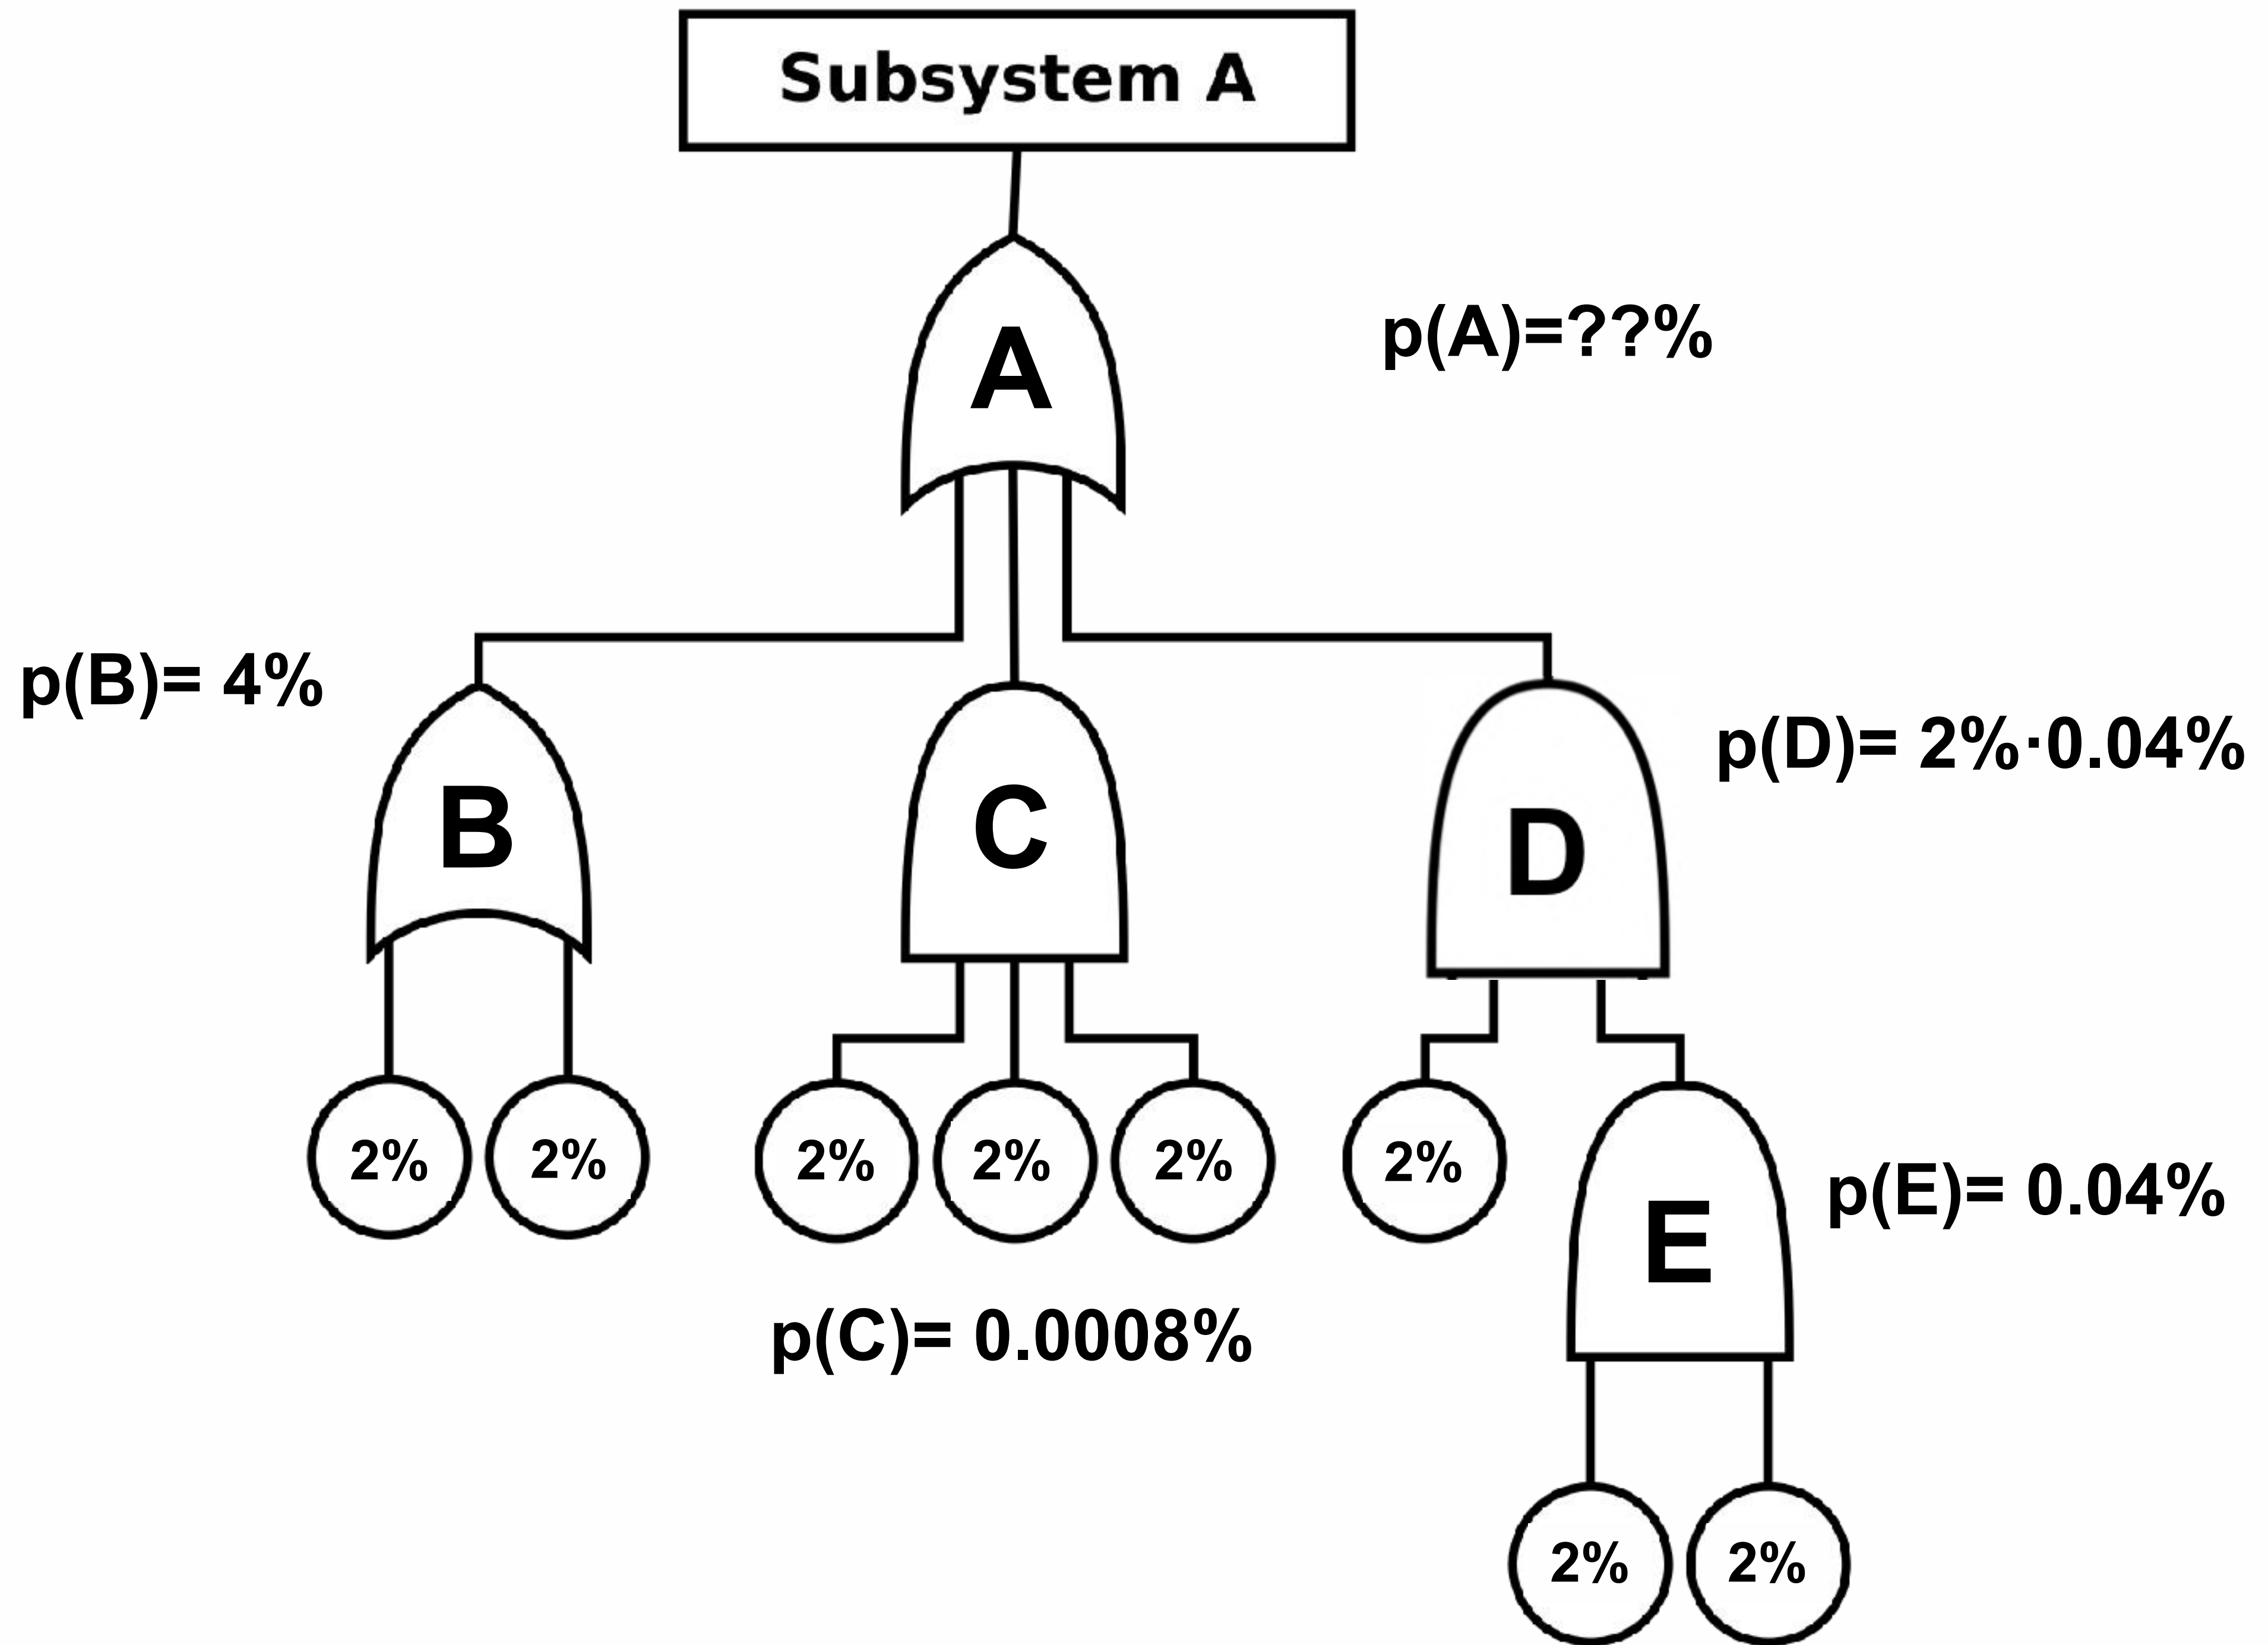 Subsystem A
A
p(A)=??%
p(B)= 4%
B
C
D
p(D)= 2%·0.04%
2%
2%
2%
2%
2%
2%
E
p(E)= 0.04%
p(C)= 0.0008%
2%
2%